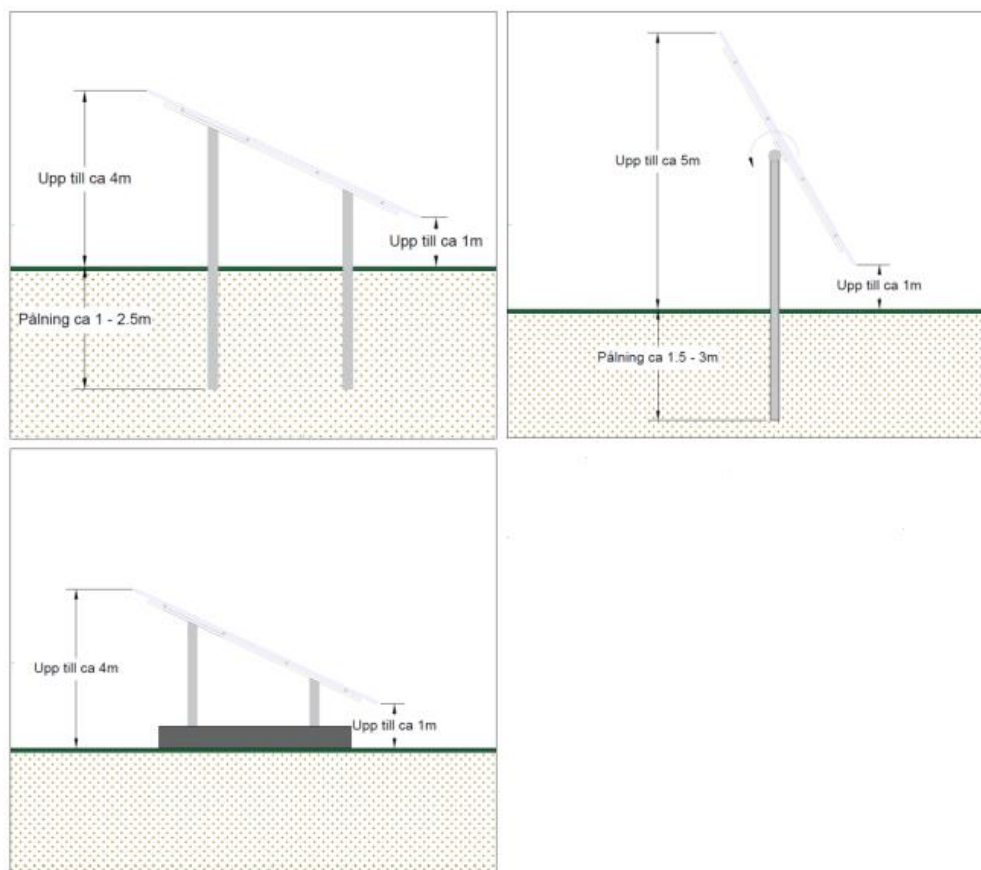 Upp till ca 4m
Upp till ca 1m
Pålning ca 1 - 2.5m
Upp till ca 5m
Upp till ca 1m
Pålning ca 1.5 - 3m
Upp till ca 4m
Upp till ca 1m